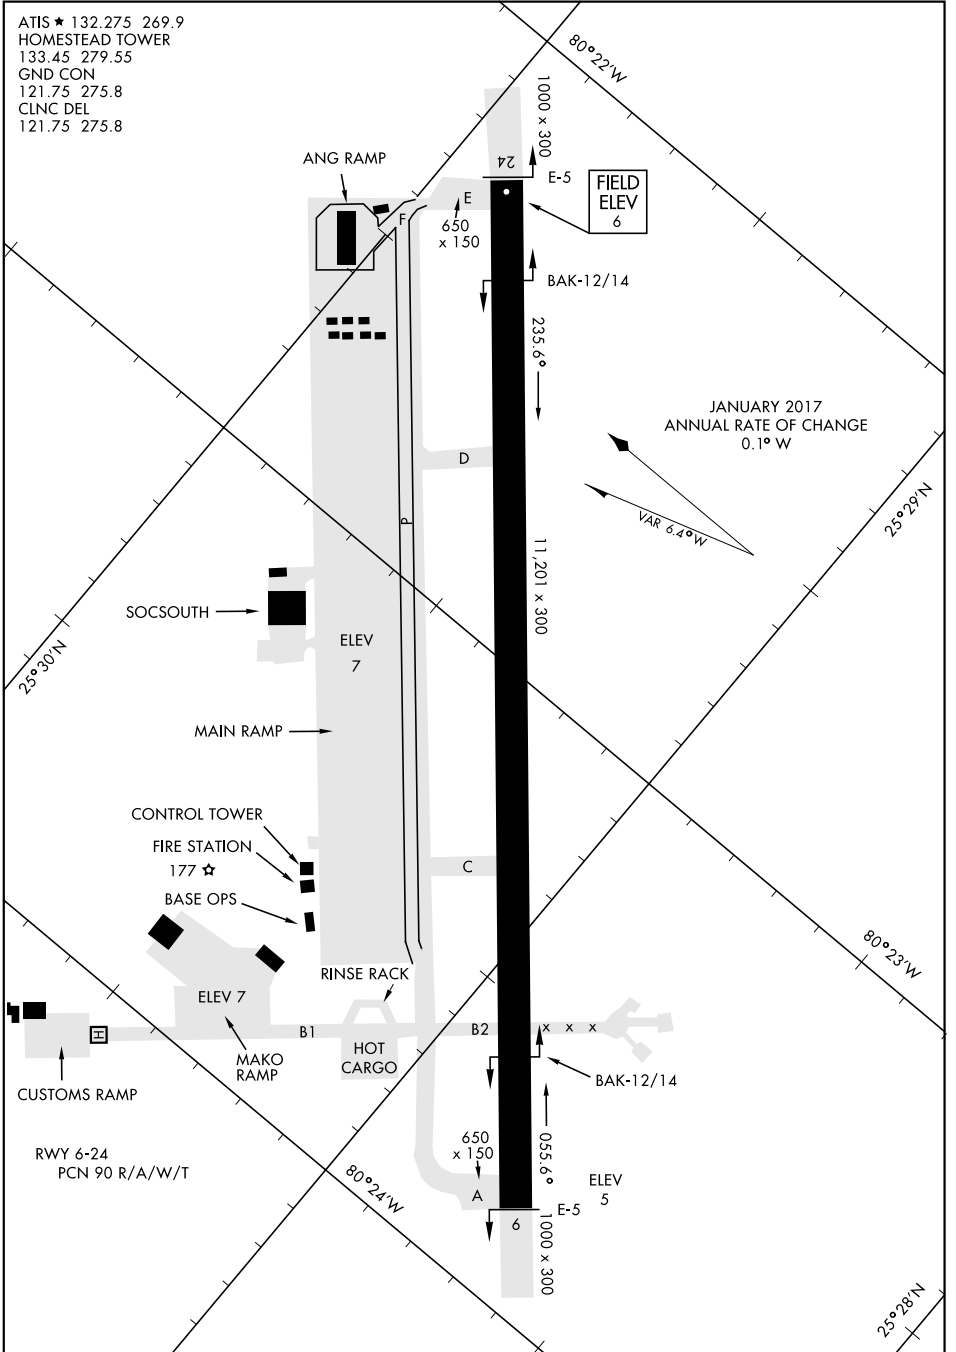 ATIS ★ 132.275 269.9
HOMESTEAD TOWER
133.45 279.55
GND CON
121.75 275.8
CLNC DEL
121.75 275.8
80°22'W
1000 x 300
ANG RAMP
24
E-5
FIELD
ELEV
6
E
F
650
x 150
BAK-12/14
235.6°
JANUARY 2017
ANNUAL RATE OF CHANGE
0.1° W
D
VAR 6.4° W
25°29'N
P
11,201 x 300
SOCSOUTH
ELEV
7
25°30'N
MAIN RAMP
CONTROL TOWER
FIRE STATION
177
C
BASE OPS
80°23'W
RINSE RACK
ELEV 7
H
B1
B2
x x x
HOT
CARGO
MAKO
RAMP
BAK-12/14
CUSTOMS RAMP
RWY 6-24
PCN 90 R/A/W/T
650
x 150
055.6°
80°24'W
A
ELEV
5
E-5
6
1000 x 300
25°28'N